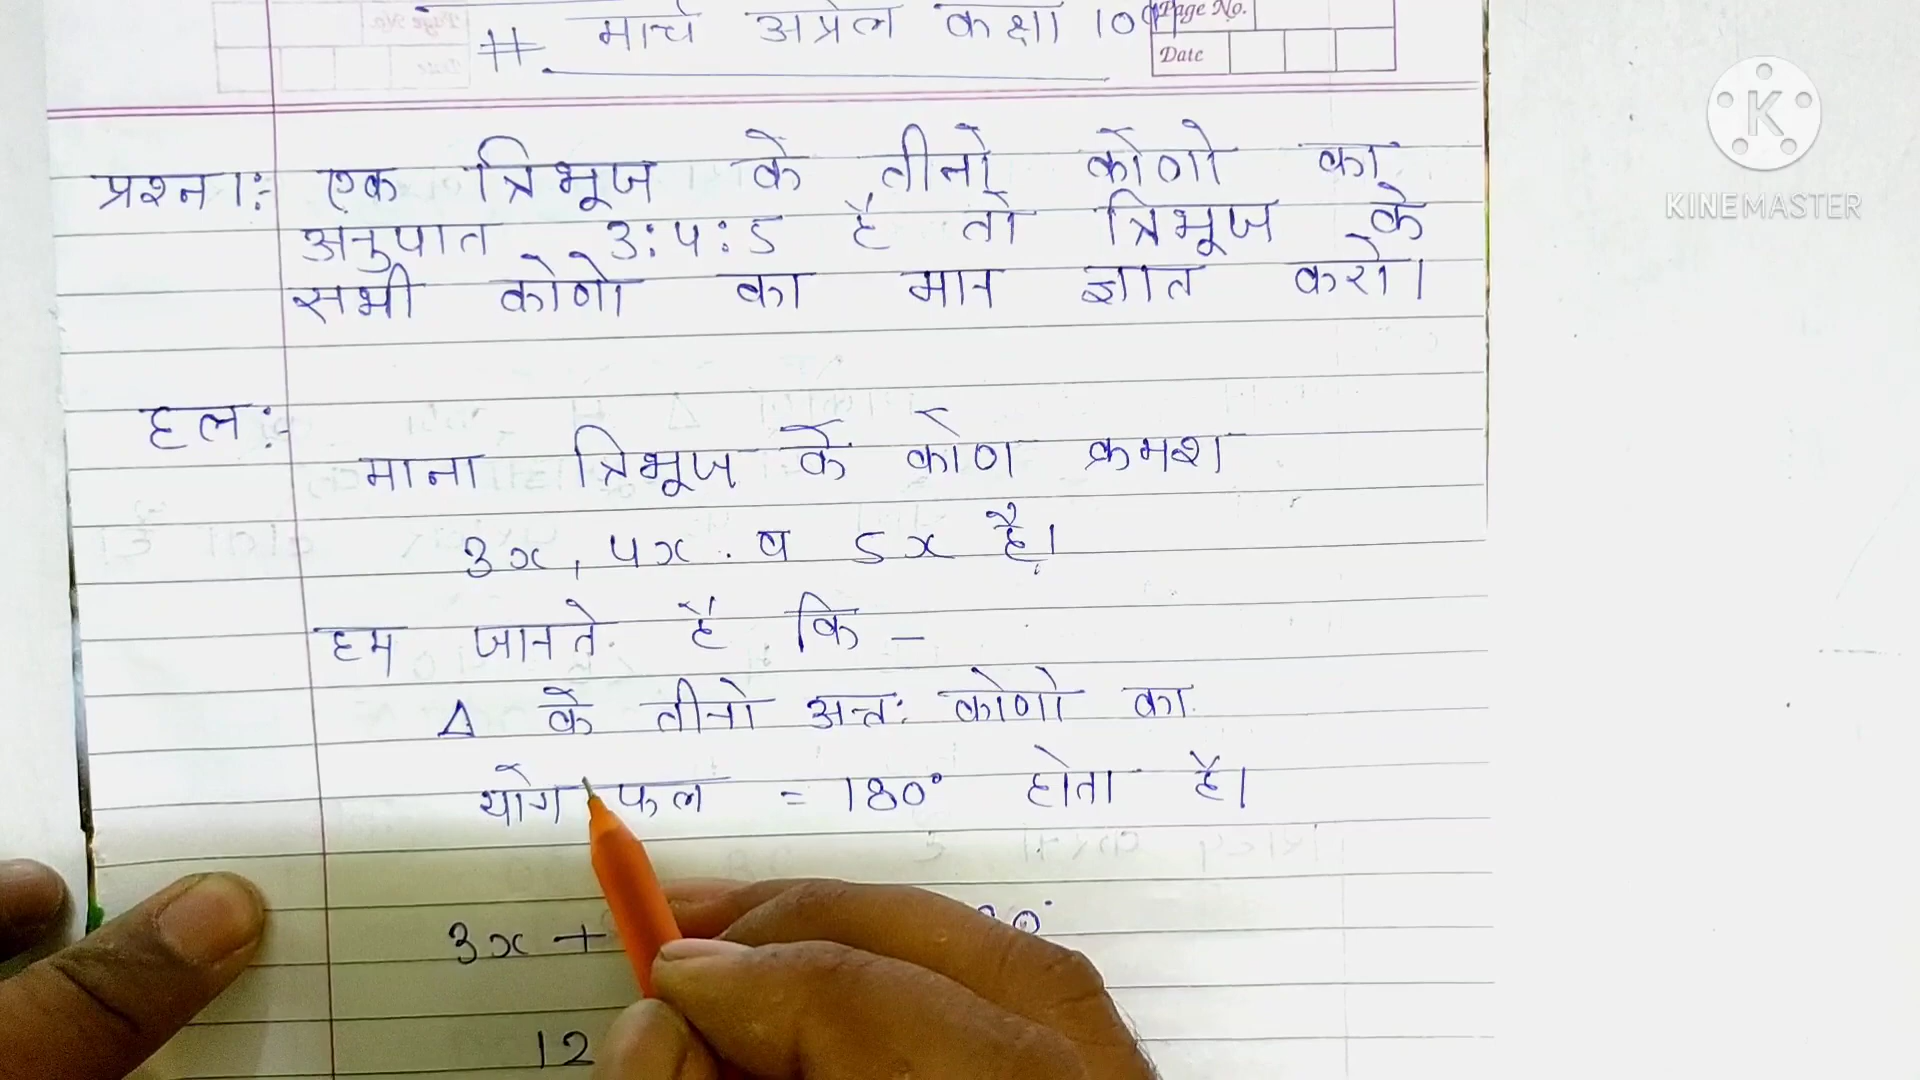 # मार्च अप्रेल कक्षा 10th
Page No.
Date
KINEMASTER
प्रश्न 1: एक त्रिभूज के तीनो कोणो का
अनुपात 3:4:5 है तो त्रिभूज के
सभी कोणो का मान ज्ञात करो।
हल:-
माना त्रिभूज के कोण क्रमश
3x, 4x व 5x है।
हम जानते है कि –
Δ के तीनो अन्त: कोणो का
योग फल = 180° होता है।
3x +
12